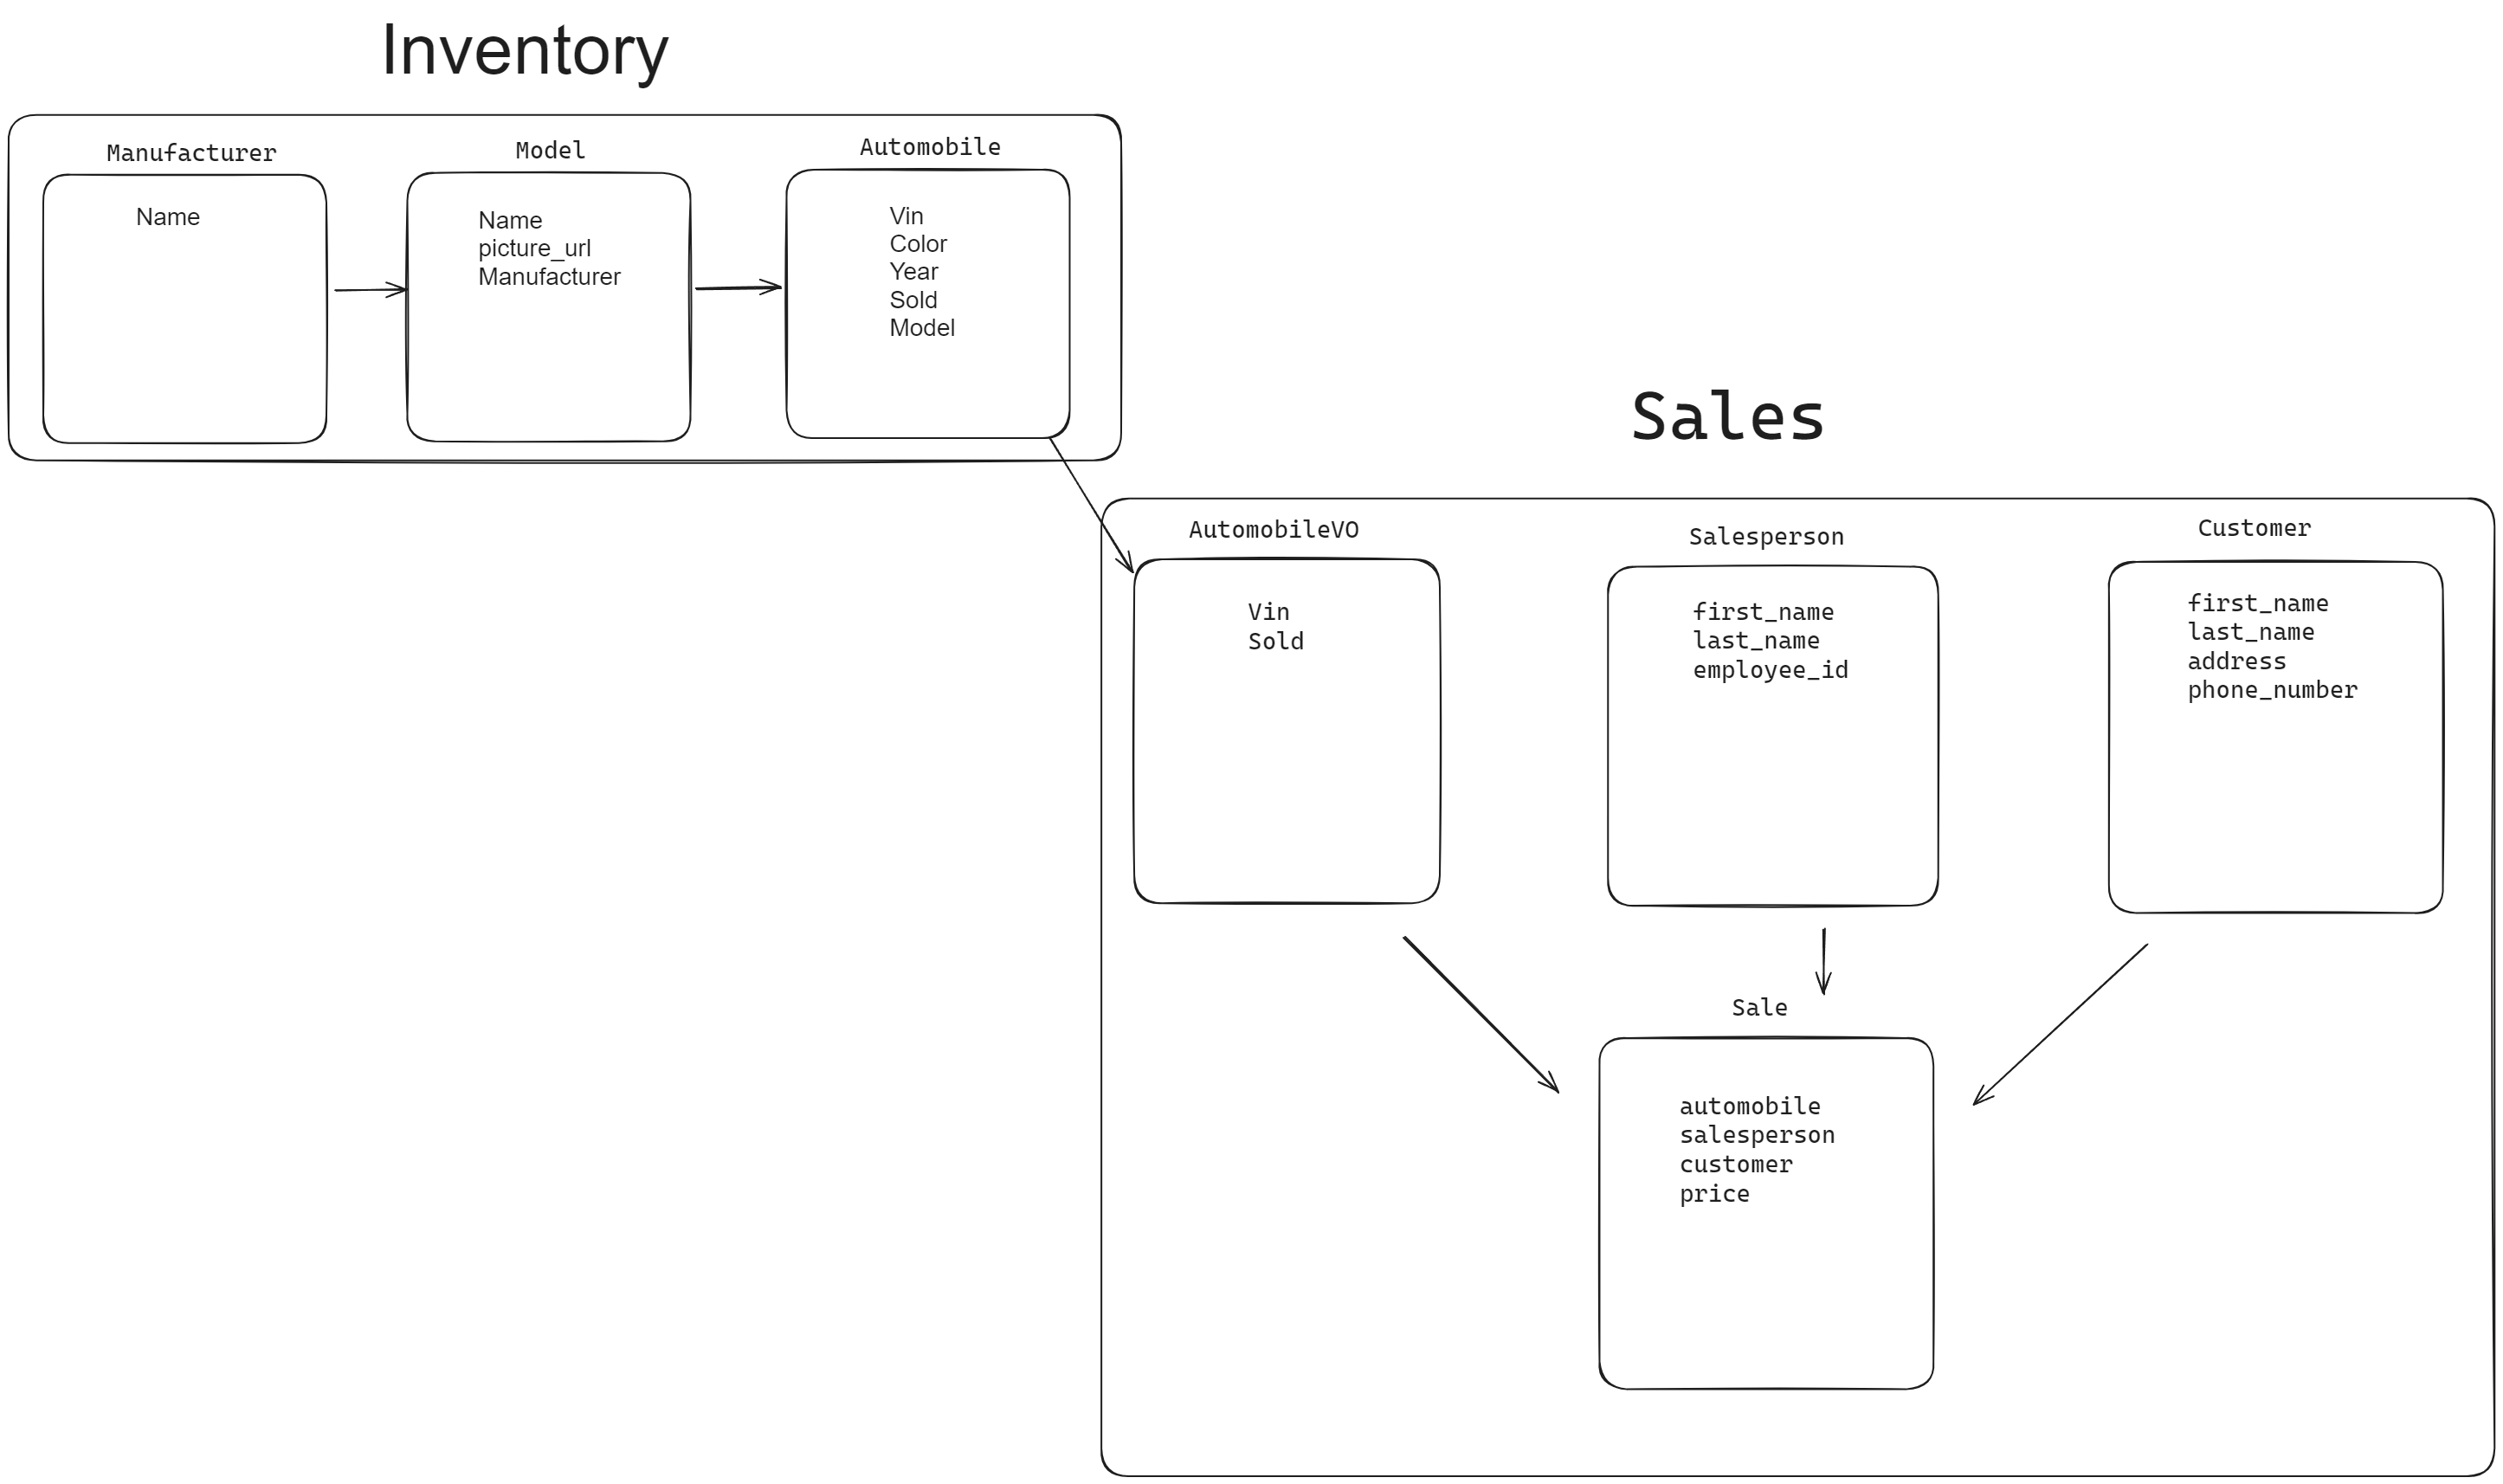 Inventory
Manufacturer
Name
Model
Name
picture_url
Manufacturer
Automobile
Vin
Color
Year
Sold
Model
Sales
AutomobileVO
Vin
Sold
Salesperson
first_name
last_name
employee_id
Customer
first_name
last_name
address
phone_number
Sale
automobile
salesperson
customer
price